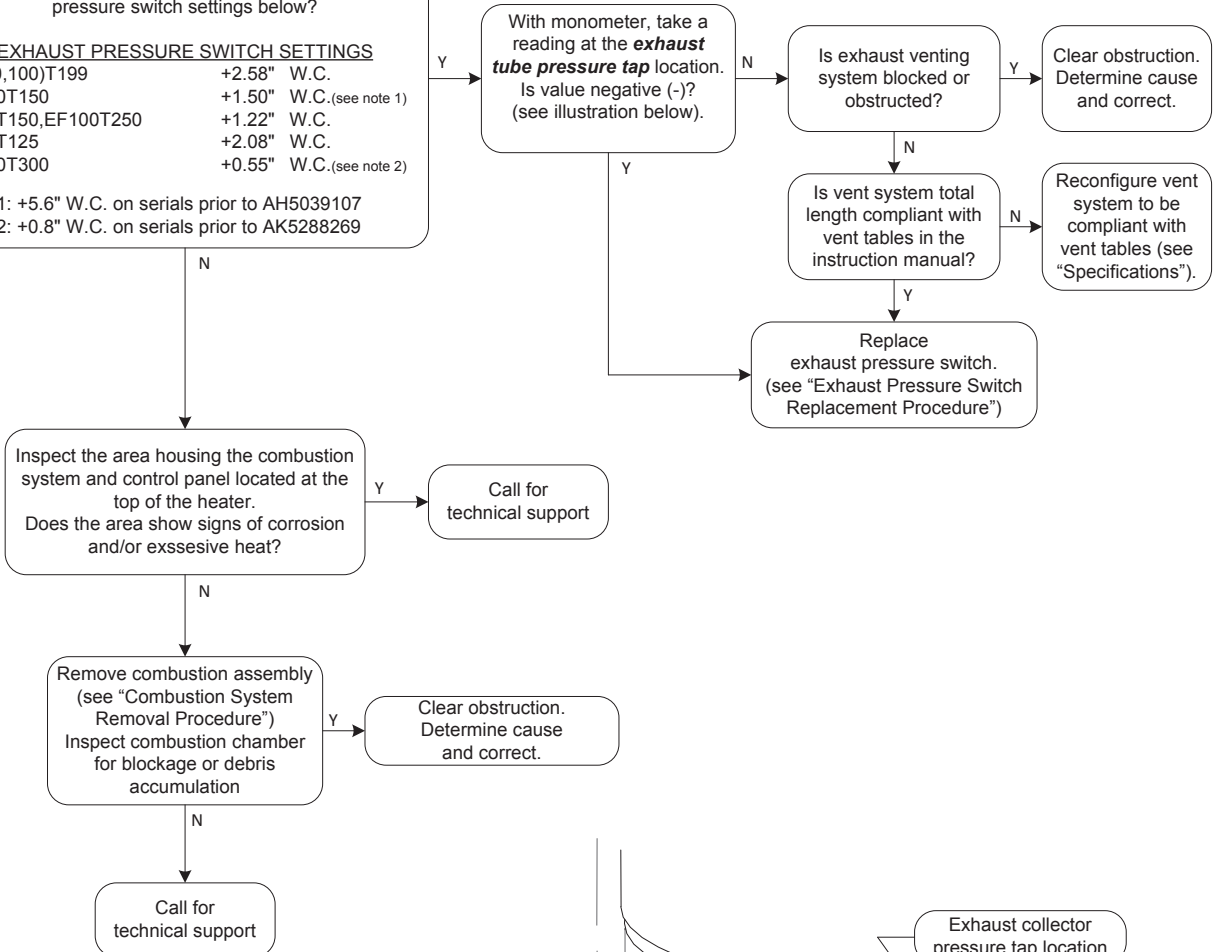 pressure switch settings below?
EXHAUST PRESSURE SWITCH SETTINGS
,100)T199 +2.58" W.C.
0T150 +1.50" W.C.(see note 1)
T150,EF100T250 +1.22" W.C.
T125 +2.08" W.C.
0T300 +0.55" W.C.(see note 2)
1: +5.6" W.C. on serials prior to AH5039107
2: +0.8" W.C. on serials prior to AK5288269
Y
With monometer, take a
reading at the exhaust
tube pressure tap location.
Is value negative (-)?
(see illustration below).
N
Is exhaust venting
system blocked or
obstructed?
Y
Clear obstruction.
Determine cause
and correct.
N
Y
Is vent system total
length compliant with
vent tables in the
instruction manual?
N
Reconfigure vent
system to be
compliant with
vent tables (see
“Specifications”).
Y
Replace
exhaust pressure switch.
(see “Exhaust Pressure Switch
Replacement Procedure”)
N
Inspect the area housing the combustion
system and control panel located at the
top of the heater.
Does the area show signs of corrosion
and/or exssesive heat?
Y
Call for
technical support
N
Remove combustion assembly
(see “Combustion System
Removal Procedure”)
Inspect combustion chamber
for blockage or debris
accumulation
Y
Clear obstruction.
Determine cause
and correct.
N
Call for
technical support
Exhaust collector
pressure tap location